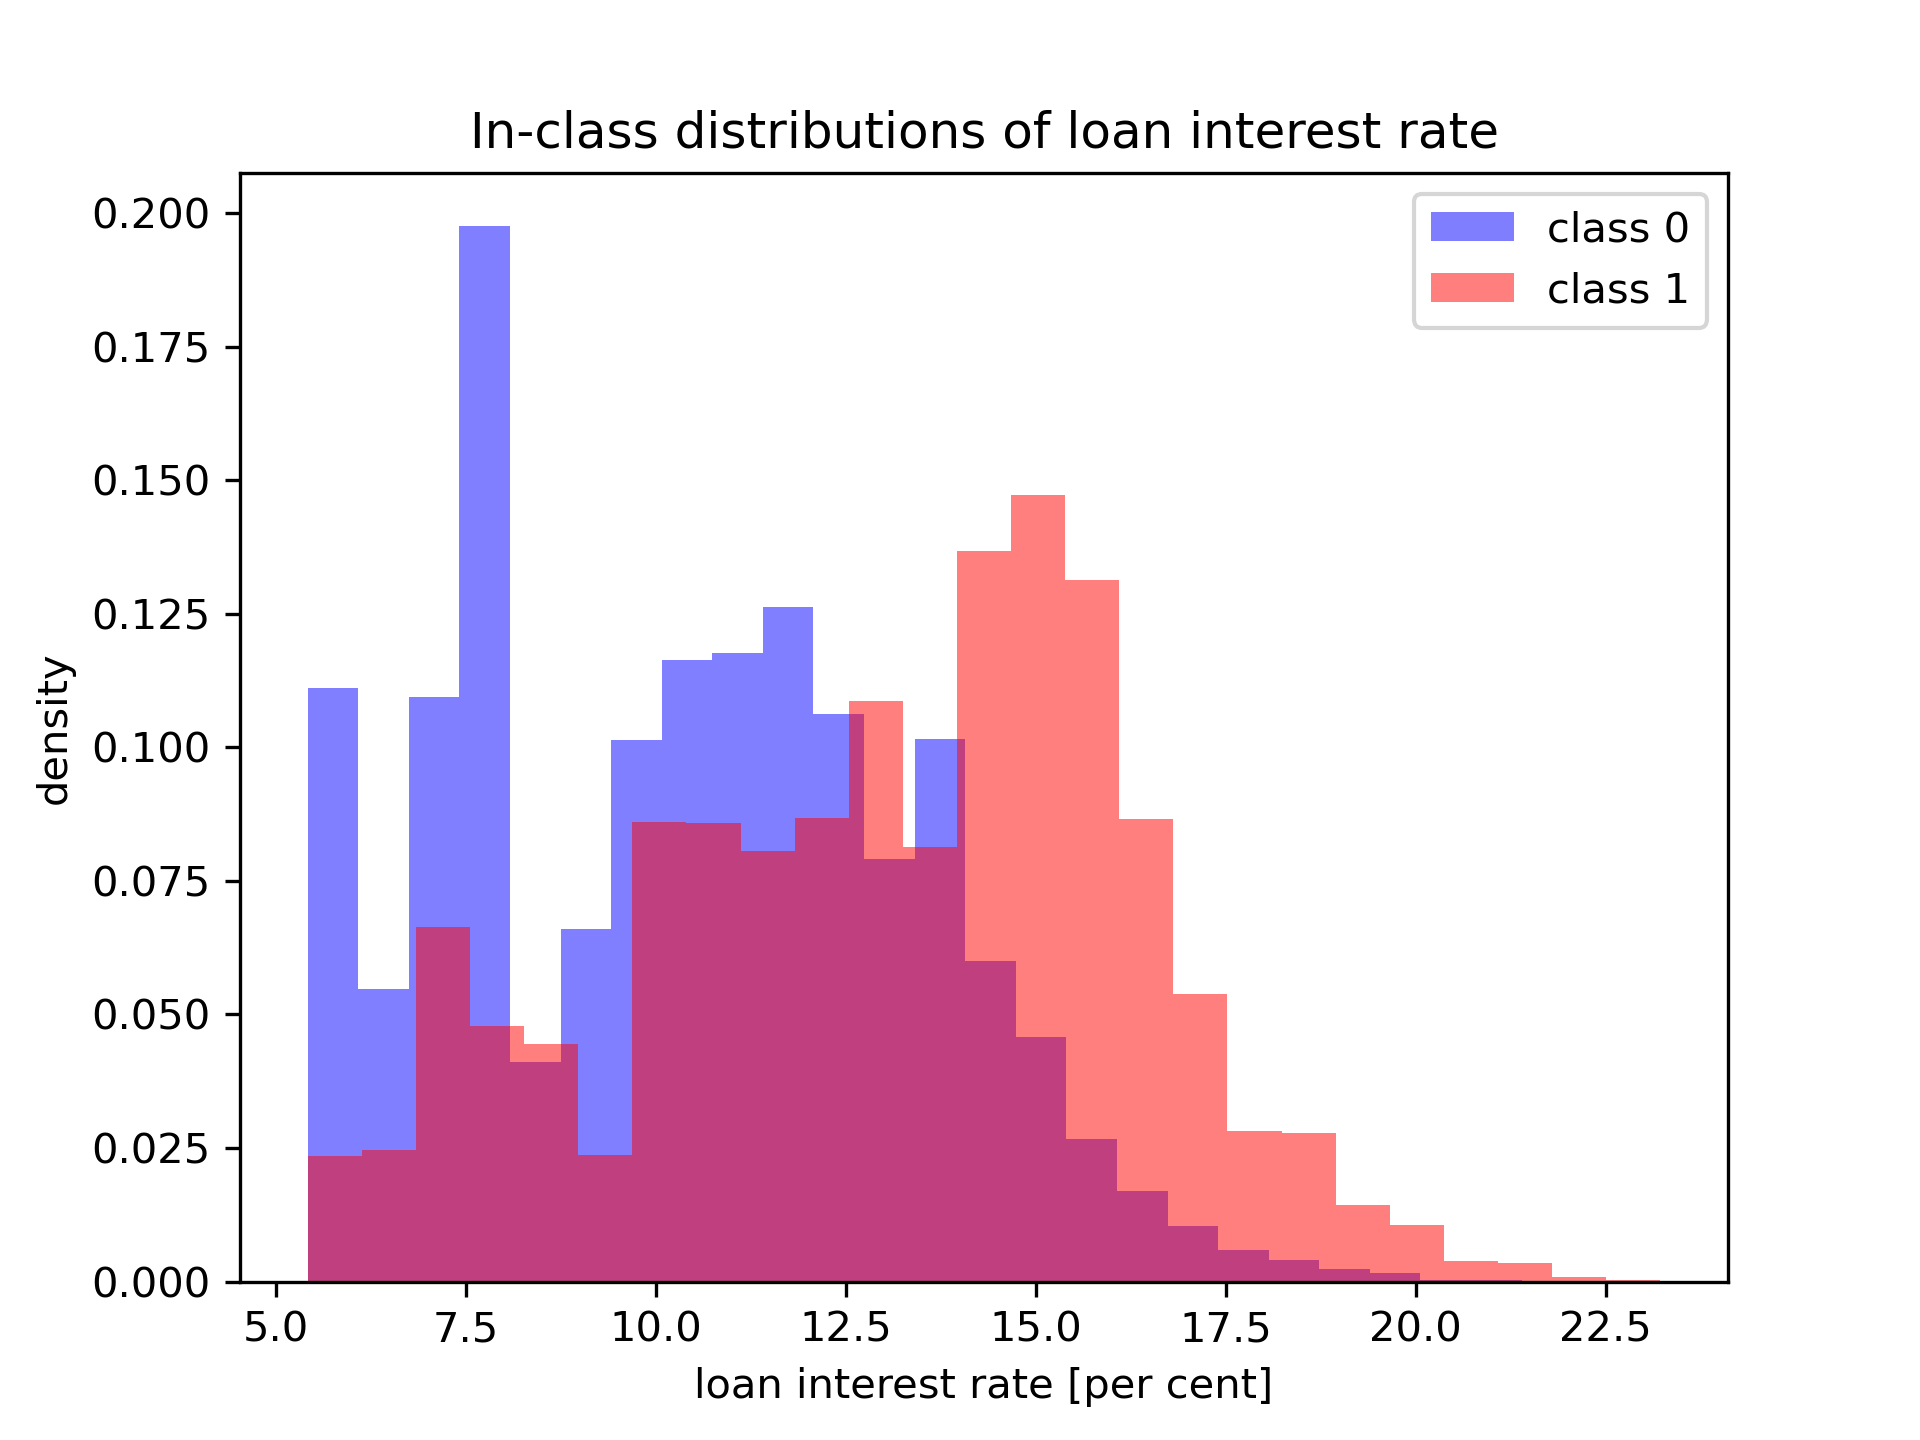 In-class distributions of loan interest rate
class 0
class 1
0.200
0.175
0.150
0.125
0.100
0.075
0.050
0.025
0.000
density
5.0 7.5 10.0 12.5 15.0 17.5 20.0 22.5
loan interest rate [per cent]